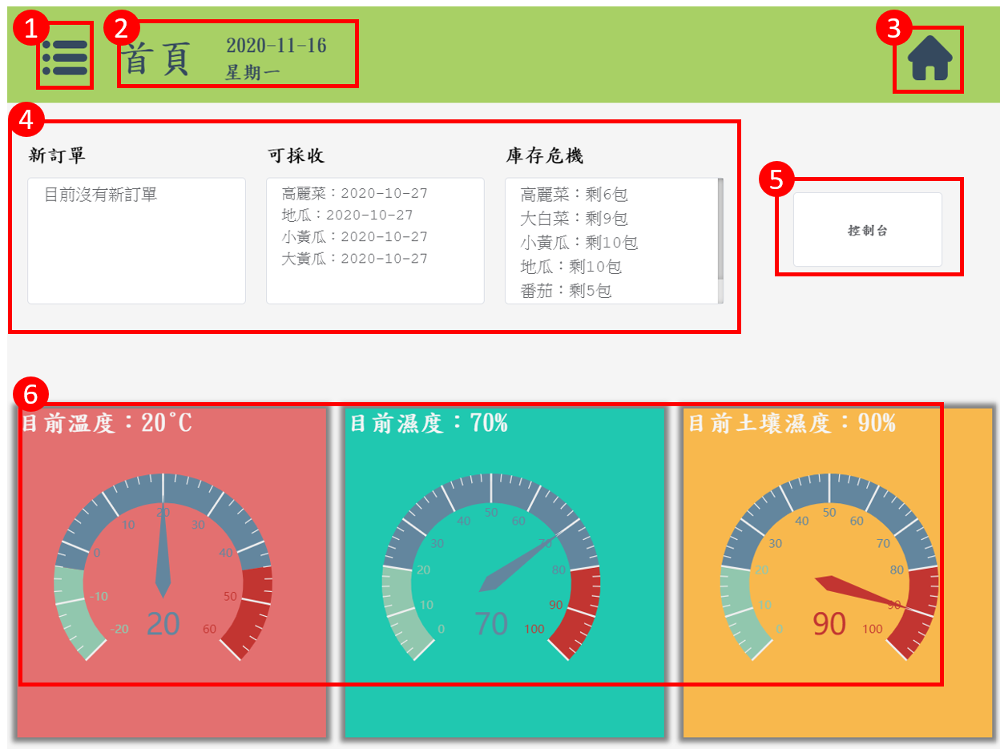 1
2
首頁
2020-11-16
星期一
3
4
新訂單
目前沒有新訂單
可採收
高麗菜：2020-10-27
地瓜：2020-10-27
小黃瓜：2020-10-27
大黃瓜：2020-10-27
庫存危機
高麗菜：剩6包
大白菜：剩9包
小黃瓜：剩10包
地瓜：剩10包
番茄：剩5包
5
控制台
6
目前溫度：20°C
-20
-10
0
10
20
30
40
50
60
20
目前濕度：70%
0
10
20
30
40
50
60
70
80
90
100
70
目前土壤濕度：90%
0
10
20
30
40
50
60
70
80
90
100
90